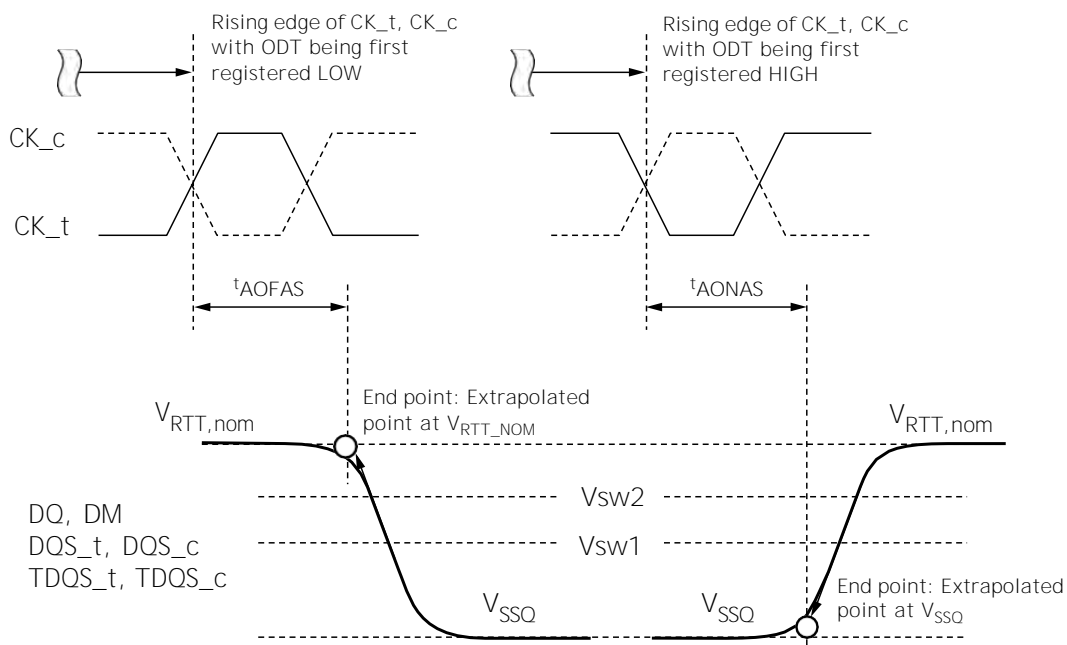 Rising edge of CK_t, CK_c
with ODT being first
registered LOW
Rising edge of CK_t, CK_c
with ODT being first
registered HIGH
CK_c
CK_t
tAOFAS
tAONAS
End point: Extrapolated
point at VRTT_NOM
VRTT,nom
VRTT,nom
Vsw2
DQ, DM
DQS_t, DQS_c
TDQS_t, TDQS_c
Vsw1
VSSQ
VSSQ
End point: Extrapolated
point at VSSQ